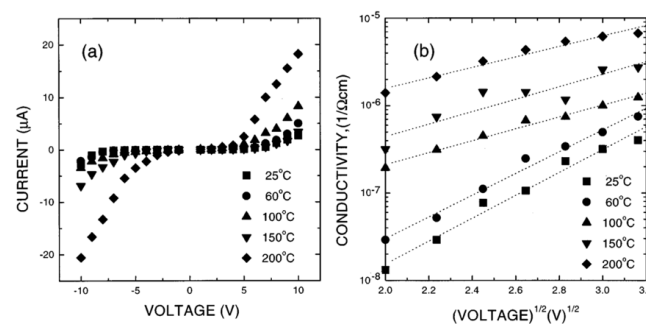 (a)
CURRENT (µA)
20
10
0
-10
-20
25°C
60°C
100°C
150°C
200°C
-10 -5 0 5 10
VOLTAGE (V)
(b)
CONDUCTIVITY,(1/Ωcm)
10-5
10-6
10-7
10-8
25°C
60°C
100°C
150°C
200°C
2.0 2.2 2.4 2.6 2.8 3.0 3.2
(VOLTAGE)1/2(V)1/2